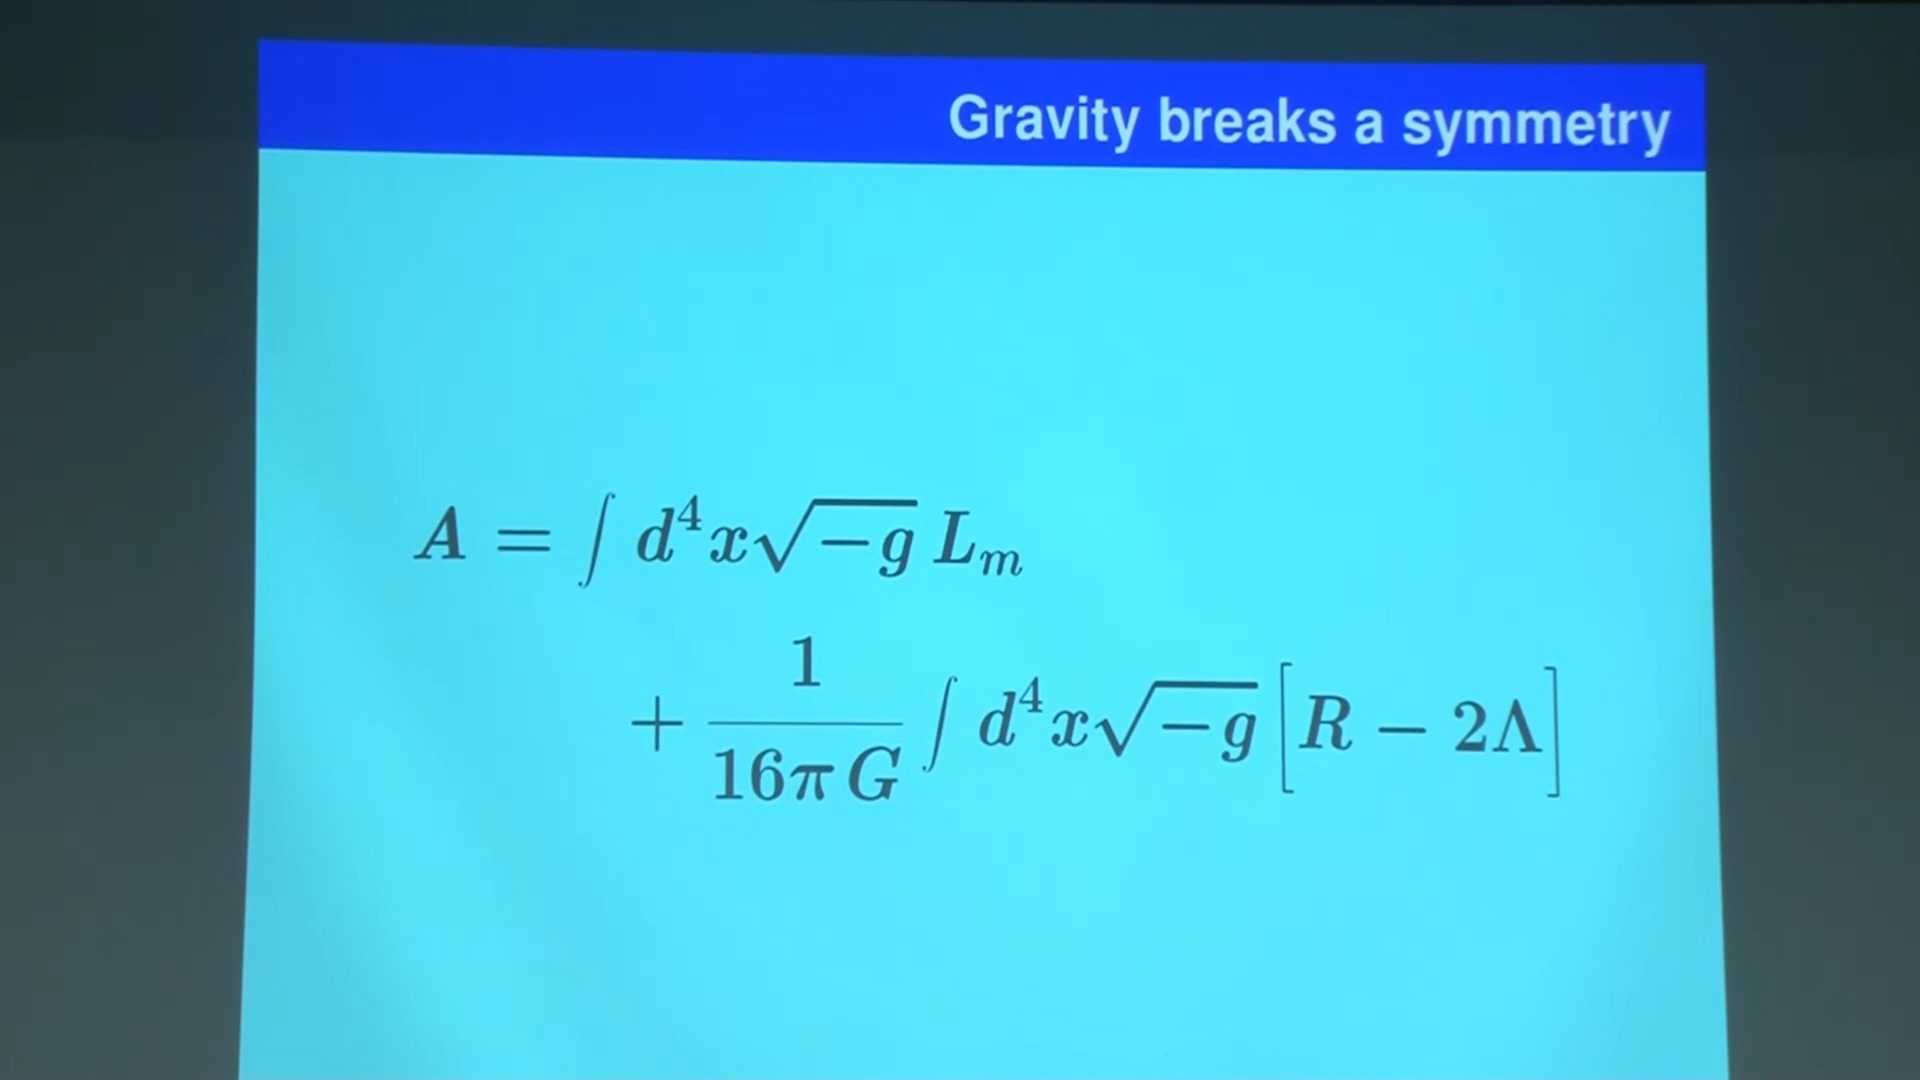 Gravity breaks a symmetry
A = ∫ d⁴x√−g Lₘ
+ 1/16πG ∫ d⁴x√−g [R − 2Λ]